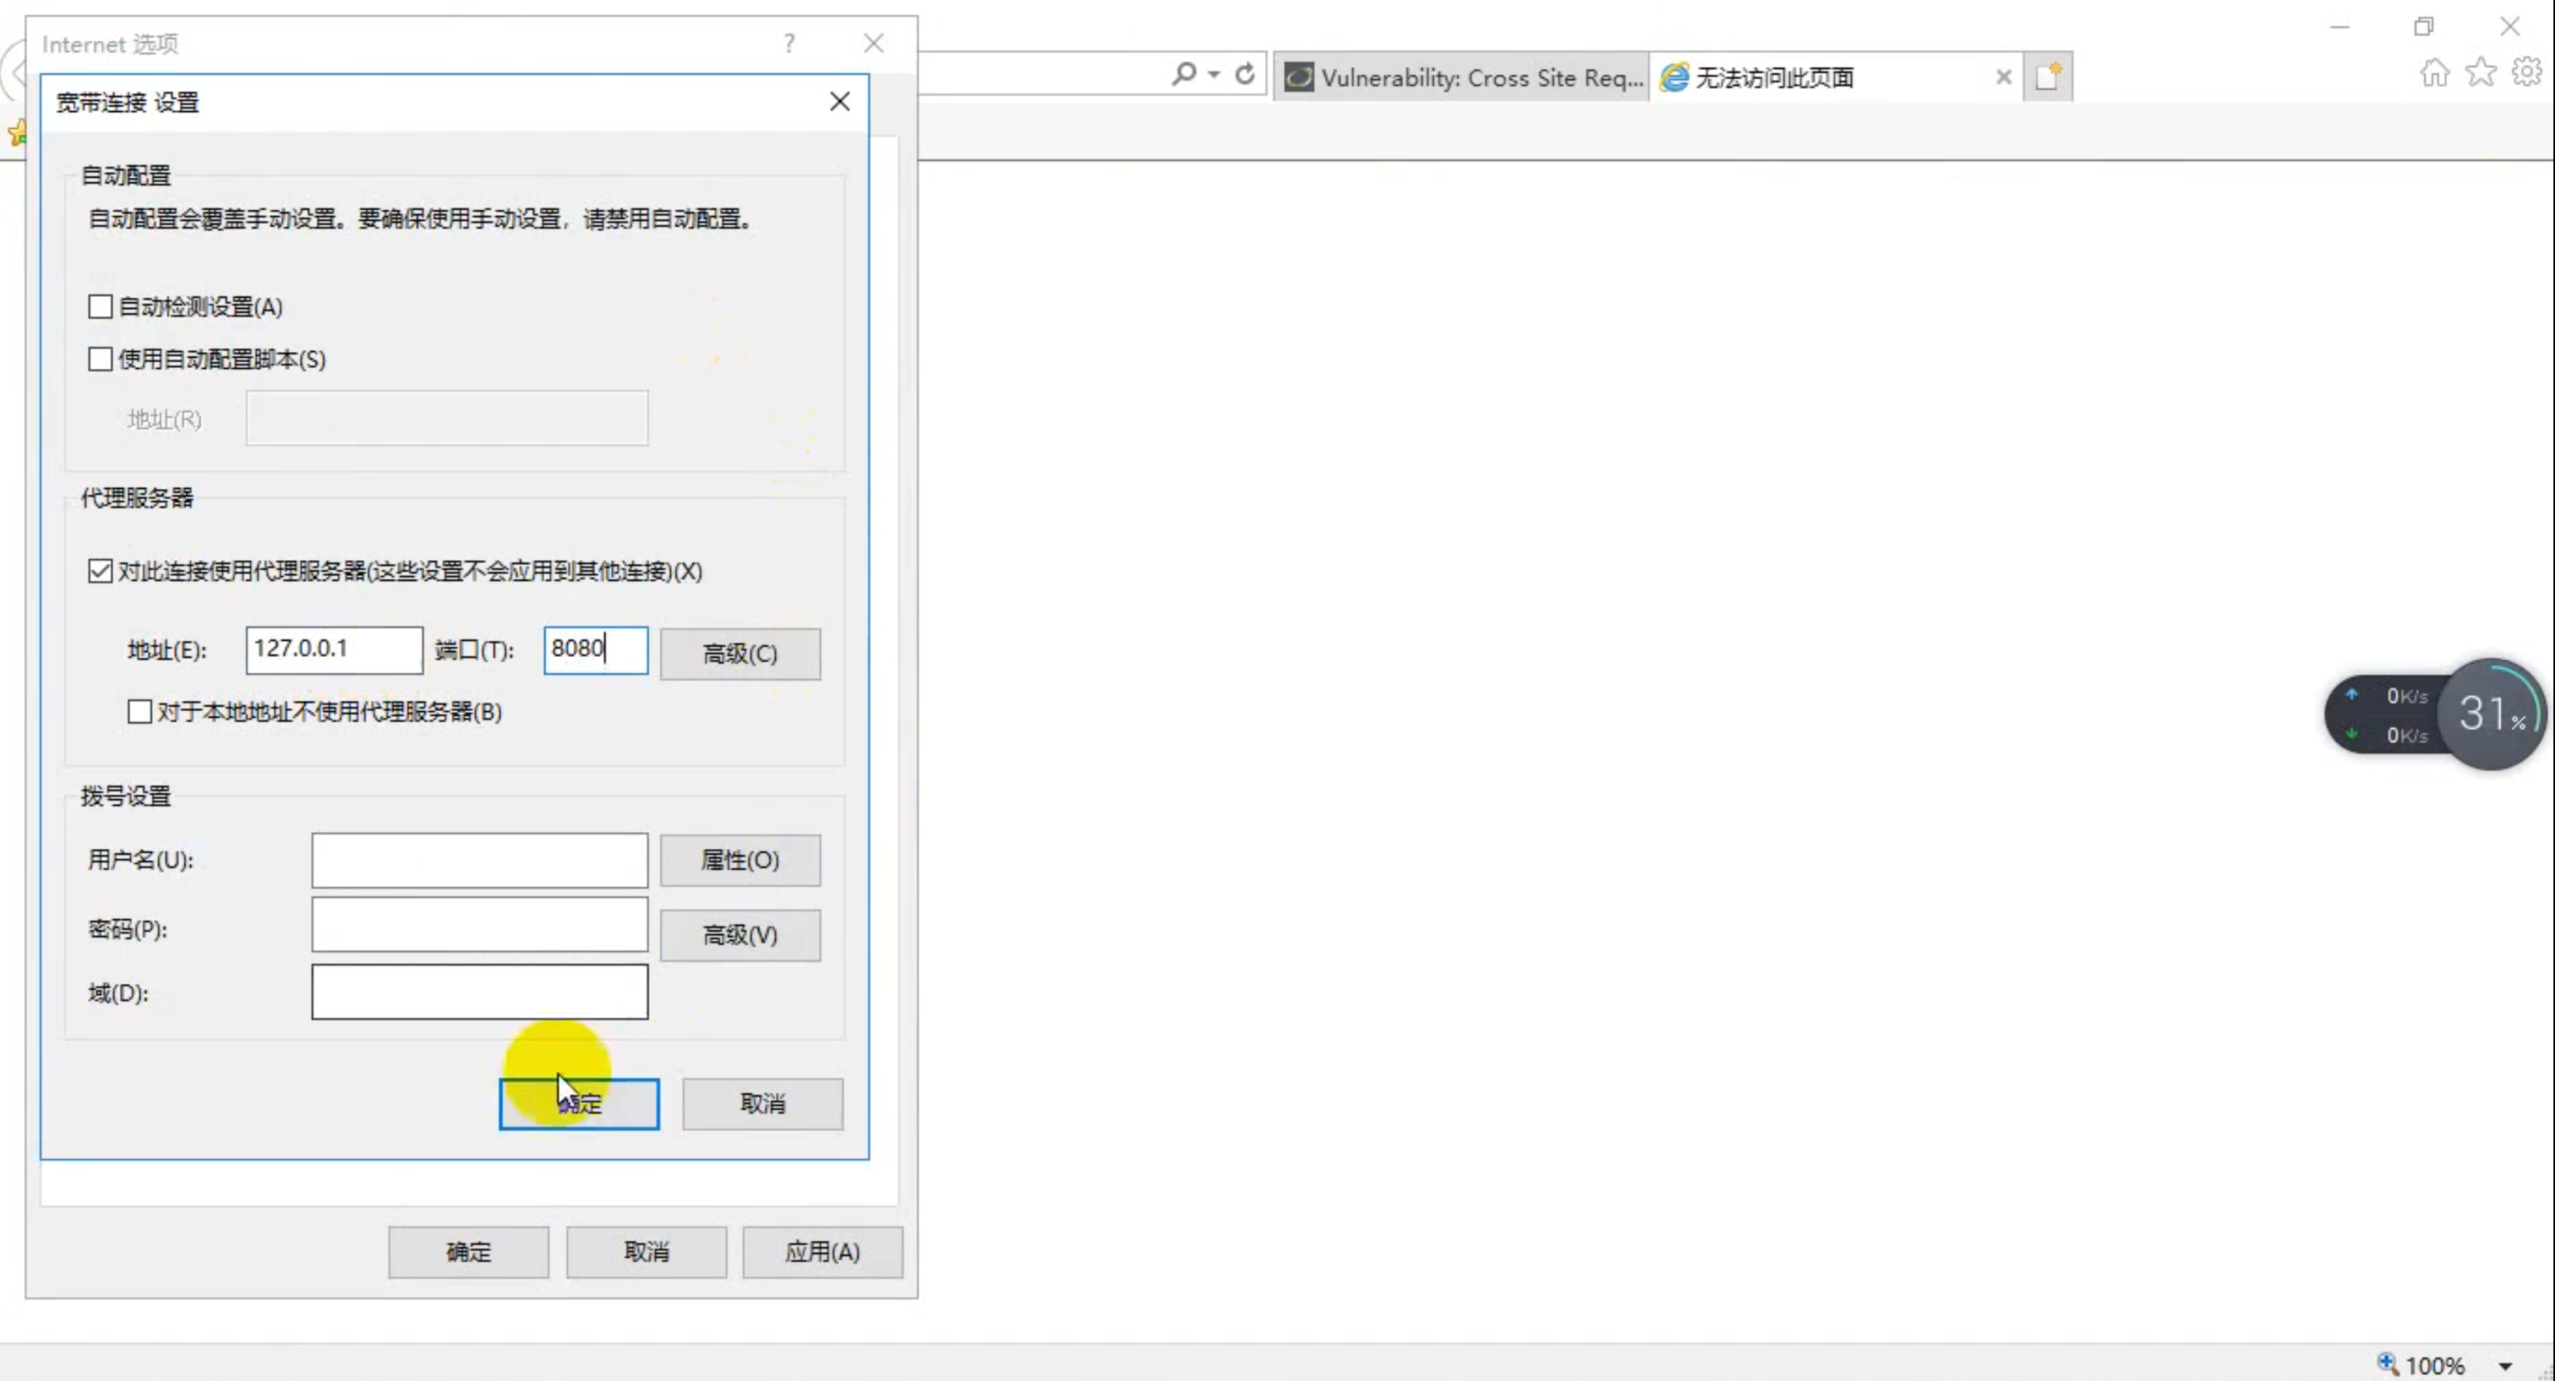 Internet 选项
?
宽带连接 设置
Vulnerability: Cross Site Req...
无法访问此页面
自动配置
自动配置会覆盖手动设置。要确保使用手动设置，请禁用自动配置。
自动检测设置(A)
使用自动配置脚本(S)
地址(R)
代理服务器
对此连接使用代理服务器(这些设置不会应用到其他连接)(X)
地址(E):
127.0.0.1
端口(T):
8080
高级(C)
对于本地地址不使用代理服务器(B)
0K/s
0K/s
31%
拨号设置
用户名(U):
属性(O)
密码(P):
高级(V)
域(D):
确定
取消
确定
取消
应用(A)
100%